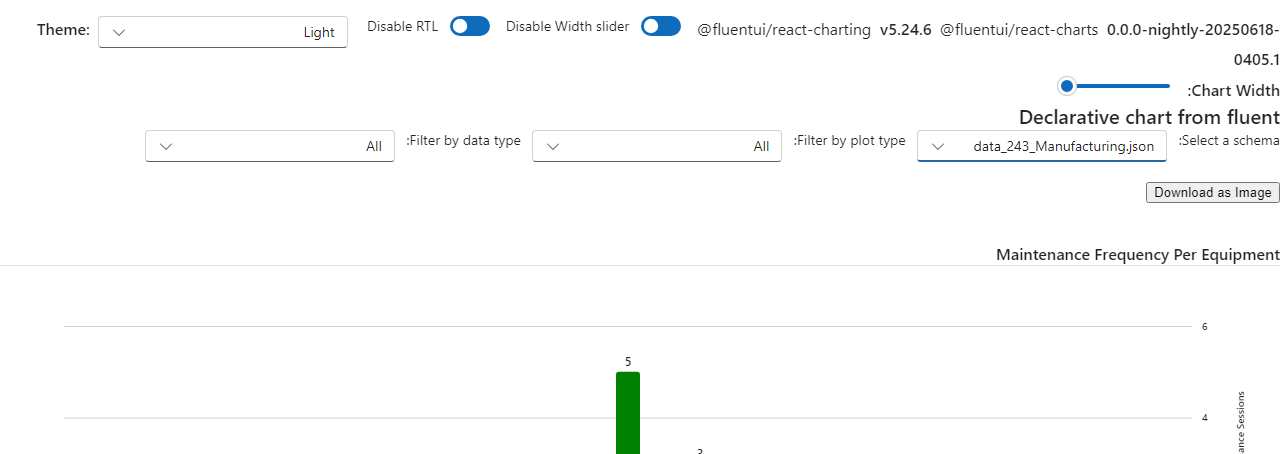 Theme: Light Disable RTL Disable Width slider @fluentui/react-charting v5.24.6 @fluentui/react-charts 0.0.0-nightly-20250618-
0405.1
:Chart Width
Declarative chart from fluent
:Select a schema data_243_Manufacturing.json :Filter by plot type All :Filter by data type All
Download as Image
Maintenance Frequency Per Equipment
6
5
4
3
Sessions